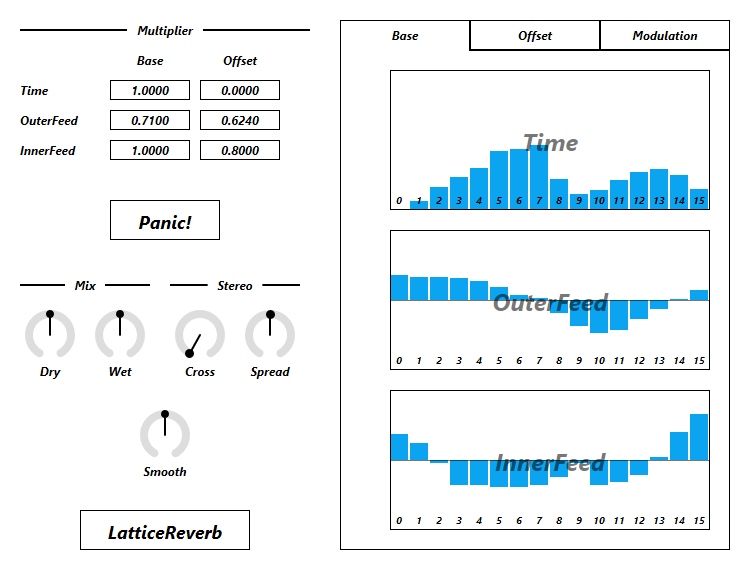 Multiplier
Base Offset
Time 1.0000 0.0000
OuterFeed 0.7100 0.6240
InnerFeed 1.0000 0.8000
Panic!
Mix Stereo
Dry Wet Cross Spread
Smooth
LatticeReverb
Base Offset Modulation
Time
0 1 2 3 4 5 6 7 8 9 10 11 12 13 14 15
OuterFeed
0 1 2 3 4 5 6 7 8 9 10 11 12 13 14 15
InnerFeed
0 1 2 3 4 5 6 7 8 9 10 11 12 13 14 15